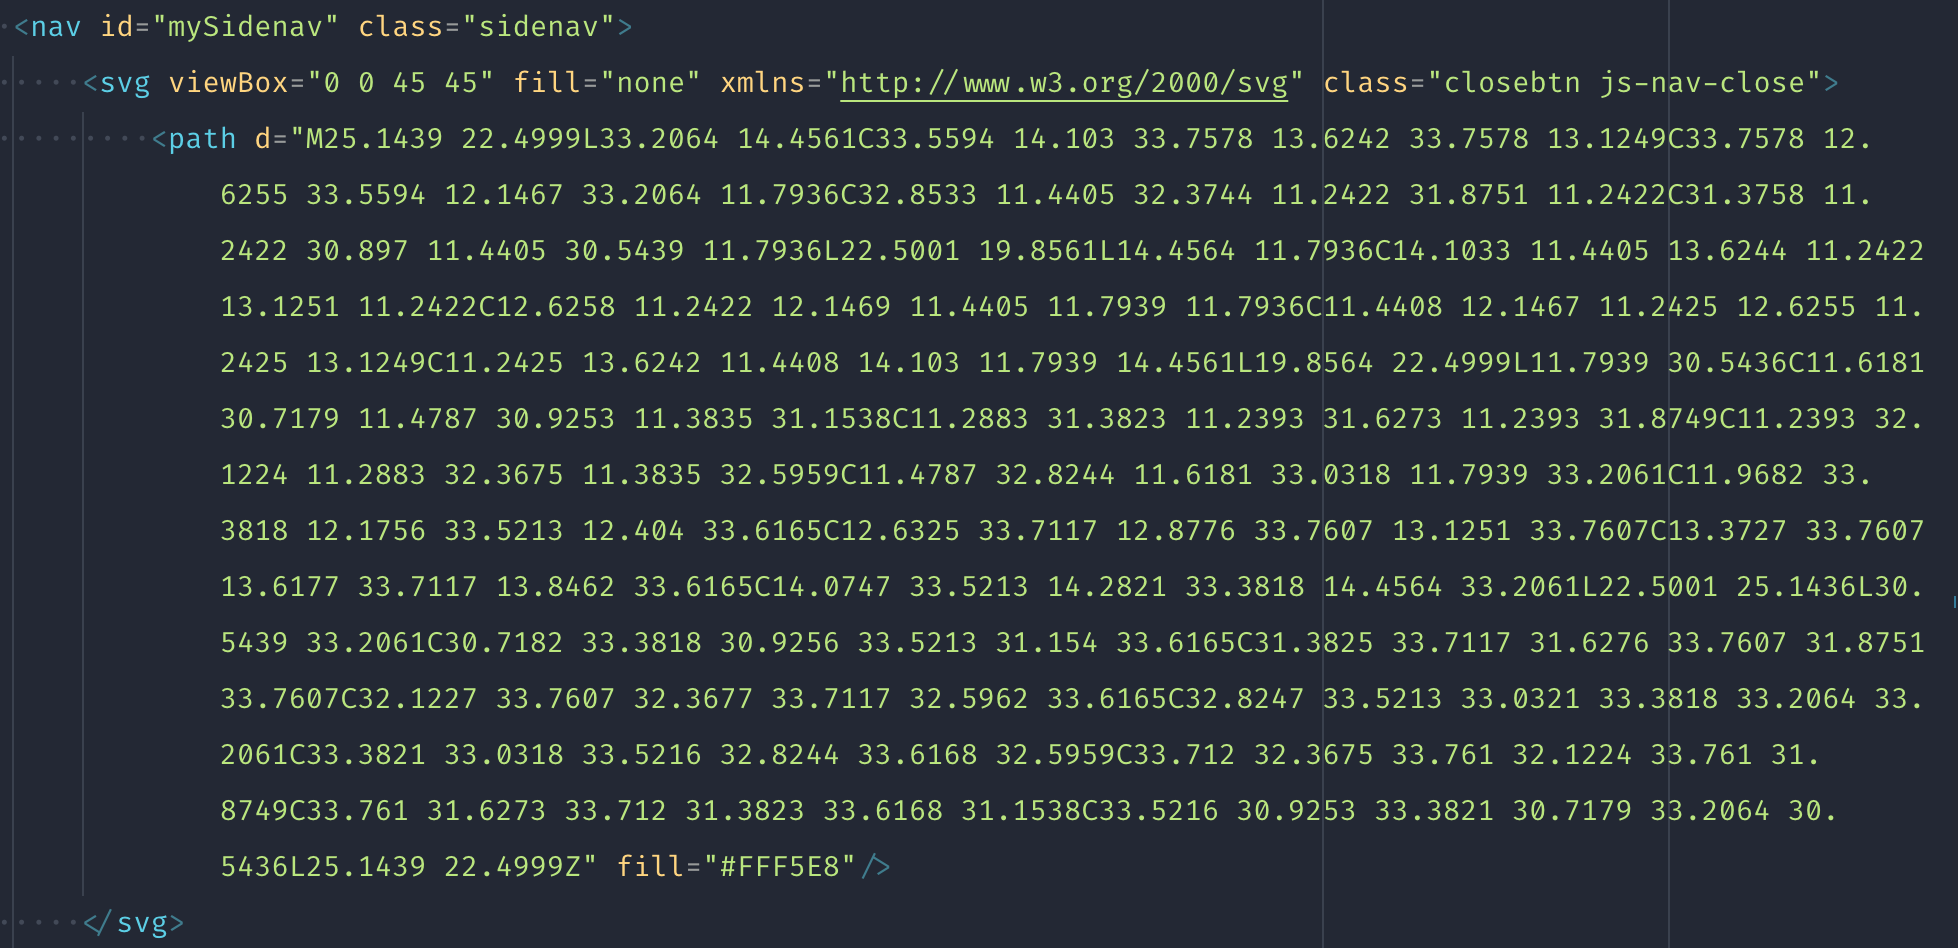 <nav id="mySidenav" class="sidenav">
<svg viewBox="0 0 45 45" fill="none" xmlns="http://www.w3.org/2000/svg" class="closebtn js-nav-close">
<path d="M25.1439 22.4999L33.2064 14.4561C33.5594 14.103 33.7578 13.6242 33.7578 13.1249C33.7578 12.
6255 33.5594 12.1467 33.2064 11.7936C32.8533 11.4405 32.3744 11.2422 31.8751 11.2422C31.3758 11.
2422 30.897 11.4405 30.5439 11.7936L22.5001 19.8561L14.4564 11.7936C14.1033 11.4405 13.6244 11.2422
13.1251 11.2422C12.6258 11.2422 12.1469 11.4405 11.7939 11.7936C11.4408 12.1467 11.2425 12.6255 11.
2425 13.1249C11.2425 13.6242 11.4408 14.103 11.7939 14.4561L19.8564 22.4999L11.7939 30.5436C11.6181
30.7179 11.4787 30.9253 11.3835 31.1538C11.2883 31.3823 11.2393 31.6273 11.2393 31.8749C11.2393 32.
1224 11.2883 32.3675 11.3835 32.5959C11.4787 32.8244 11.6181 33.0318 11.7939 33.2061C11.9682 33.
3818 12.1756 33.5213 12.404 33.6165C12.6325 33.7117 12.8776 33.7607 13.1251 33.7607C13.3727 33.7607
13.6177 33.7117 13.8462 33.6165C14.0747 33.5213 14.2821 33.3818 14.4564 33.2061L22.5001 25.1436L30.
5439 33.2061C30.7182 33.3818 30.9256 33.5213 31.154 33.6165C31.3825 33.7117 31.6276 33.7607 31.8751
33.7607C32.1227 33.7607 32.3677 33.7117 32.5962 33.6165C32.8247 33.5213 33.0321 33.3818 33.2064 33.
2061C33.3821 33.0318 33.5216 32.8244 33.6168 32.5959C33.712 32.3675 33.761 32.1224 33.761 31.
8749C33.761 31.6273 33.712 31.3823 33.6168 31.1538C33.5216 30.9253 33.3821 30.7179 33.2064 30.
5436L25.1439 22.4999Z" fill="#FFF5E8"/>
</svg>